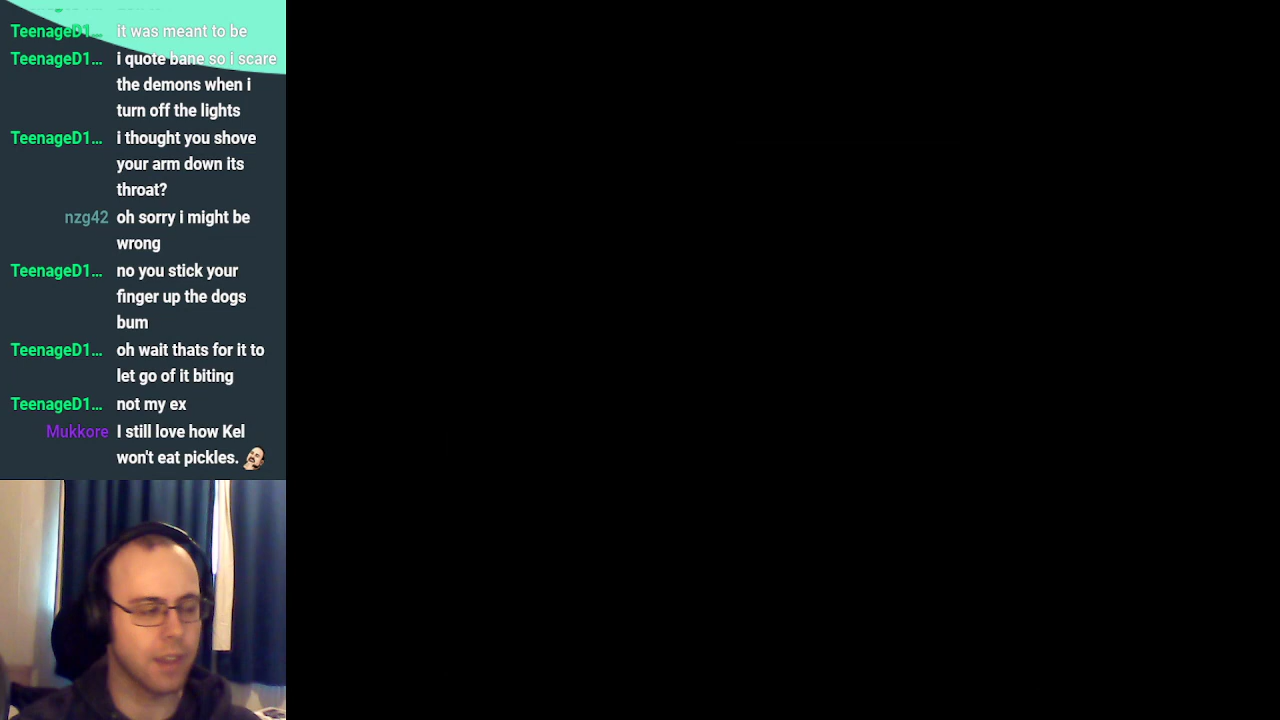 TeenageD1... it was meant to be
TeenageD1... i quote bane so i scare
the demons when i
turn off the lights
TeenageD1... i thought you shove
your arm down its
throat?
nzg42 oh sorry i might be
wrong
TeenageD1... no you stick your
finger up the dogs
bum
TeenageD1... oh wait thats for it to
let go of it biting
TeenageD1... not my ex
Mukkore I still love how Kel
won't eat pickles.